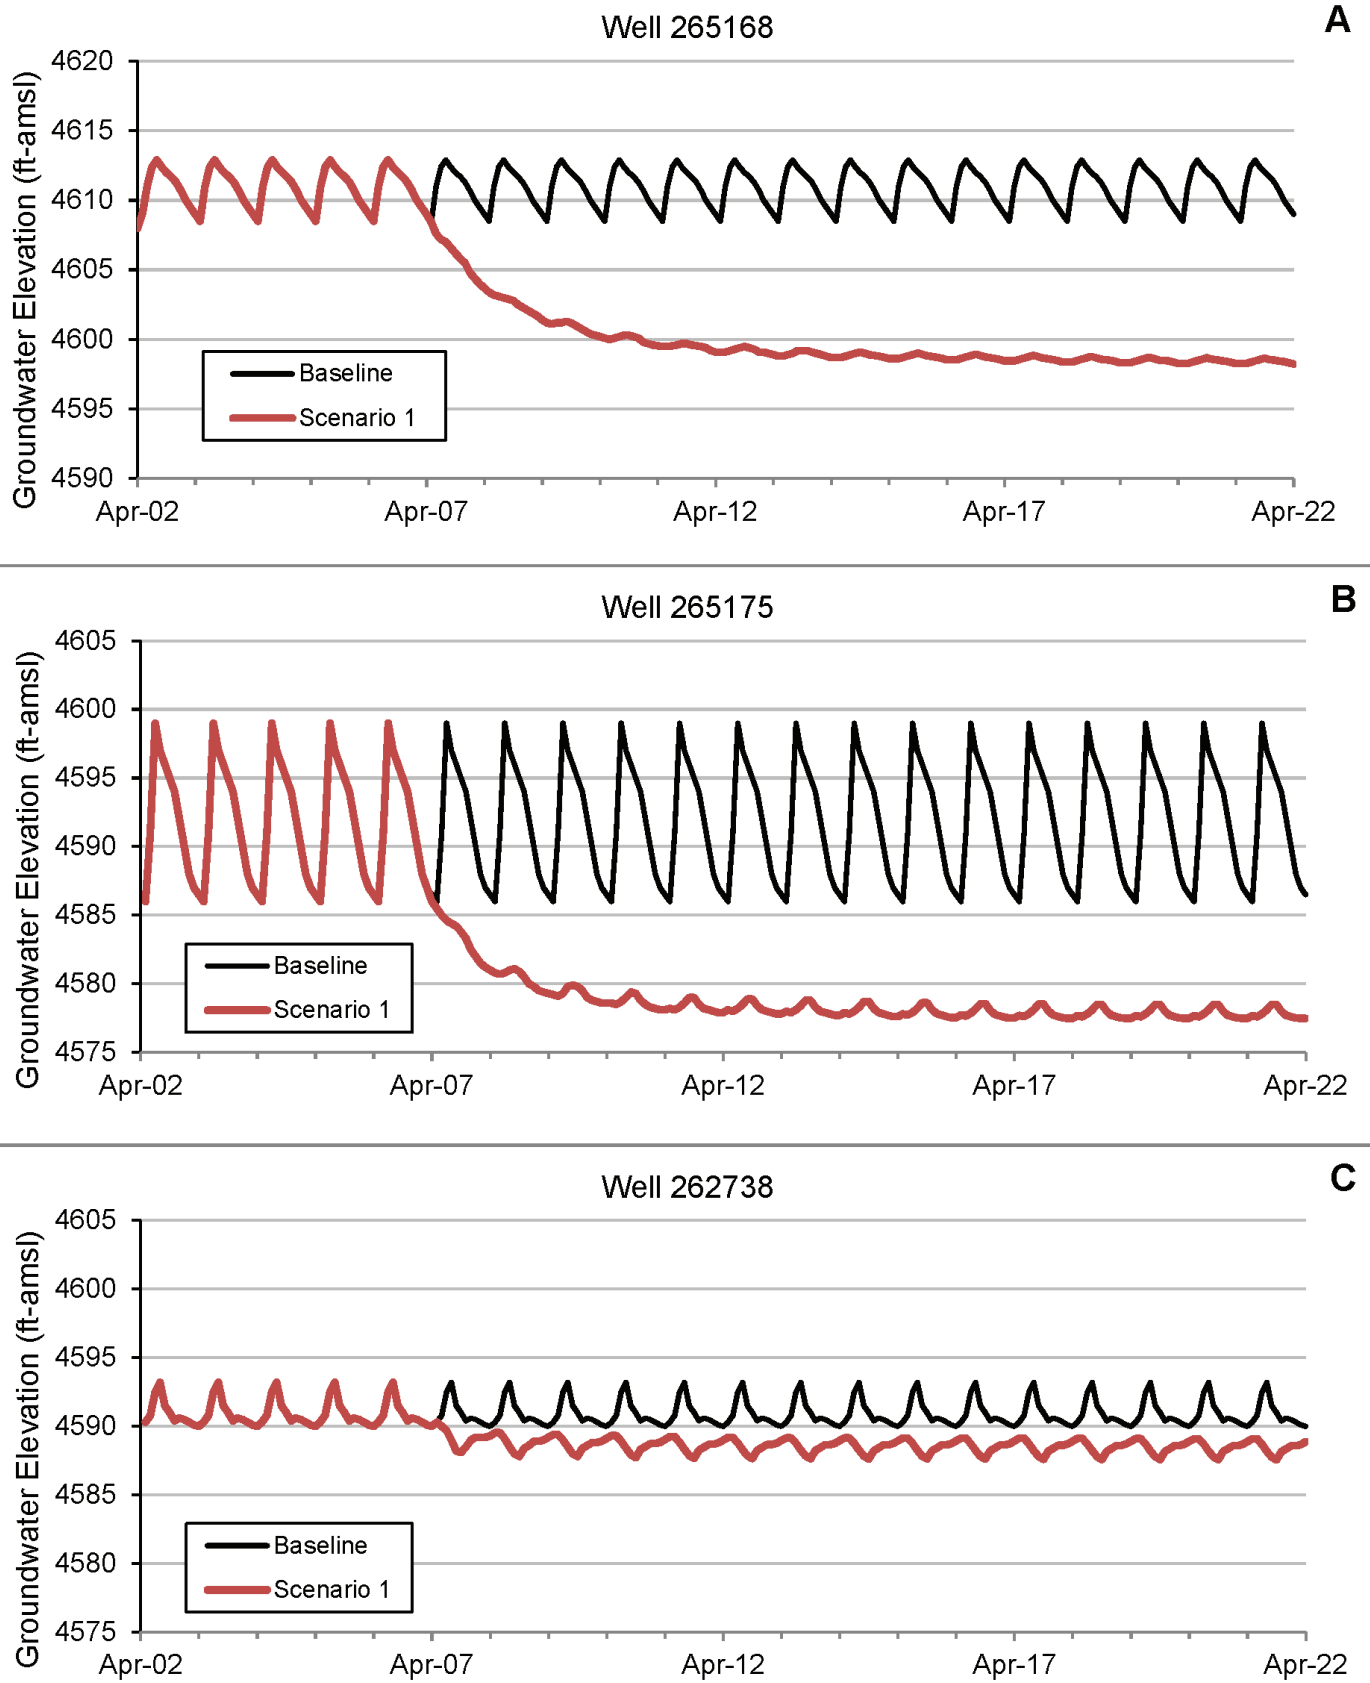 Well 265168
A
Groundwater Elevation (ft-amsl)
4620
4615
4610
4605
4600
4595
4590
Baseline
Scenario 1
Apr-02 Apr-07 Apr-12 Apr-17 Apr-22
Well 265175
B
Groundwater Elevation (ft-amsl)
4605
4600
4595
4590
4585
4580
4575
Baseline
Scenario 1
Apr-02 Apr-07 Apr-12 Apr-17 Apr-22
Well 262738
C
Groundwater Elevation (ft-amsl)
4605
4600
4595
4590
4585
4580
4575
Baseline
Scenario 1
Apr-02 Apr-07 Apr-12 Apr-17 Apr-22